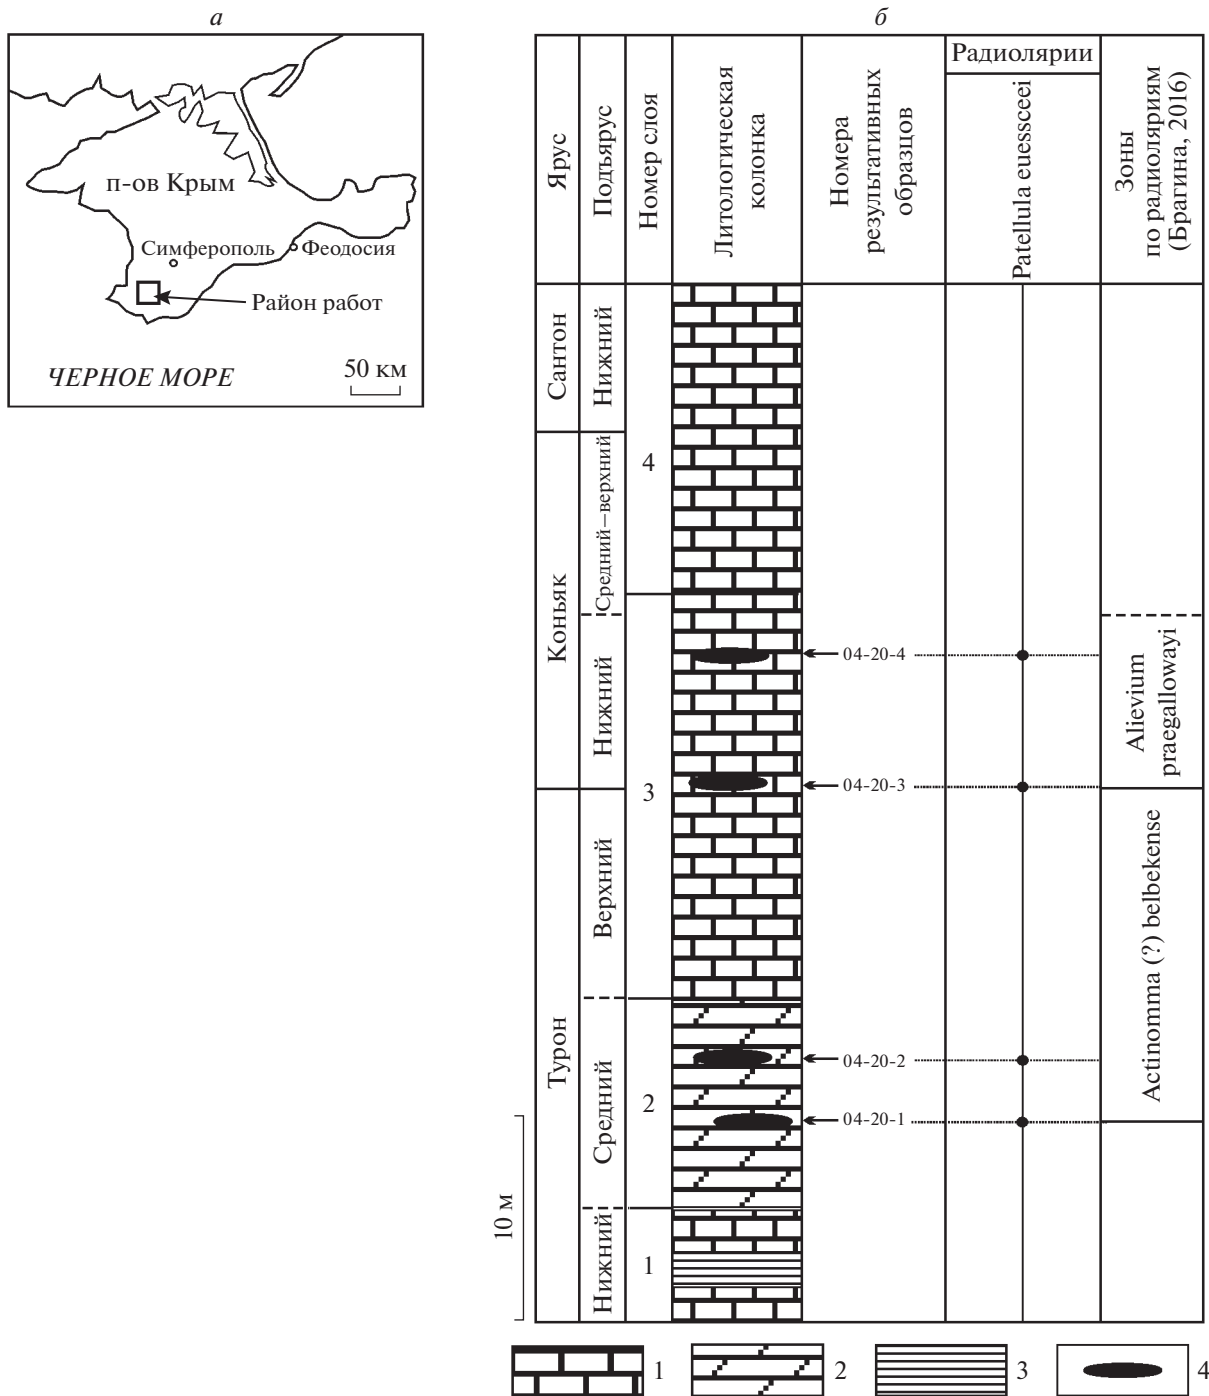 а
п-ов Крым
Симферополь
Феодосия
Район работ
ЧЕРНОЕ МОРЕ
50 км
б
Ярус
Подъярус
Номер слоя
Литологическая
колонка
Номера
результативных
образцов
Радиолярии
Patellula euessceei
Зоны
по радиоляриям
(Брагина, 2016)
Сантон
Коньяк
Турон
Нижний
Средний–верхний
Нижний
Верхний
Средний
Нижний
4
3
2
1
04-20-4
04-20-3
04-20-2
04-20-1
Alievium
praegallowayi
Actinomma (?) belbekense
10 м
1
2
3
4